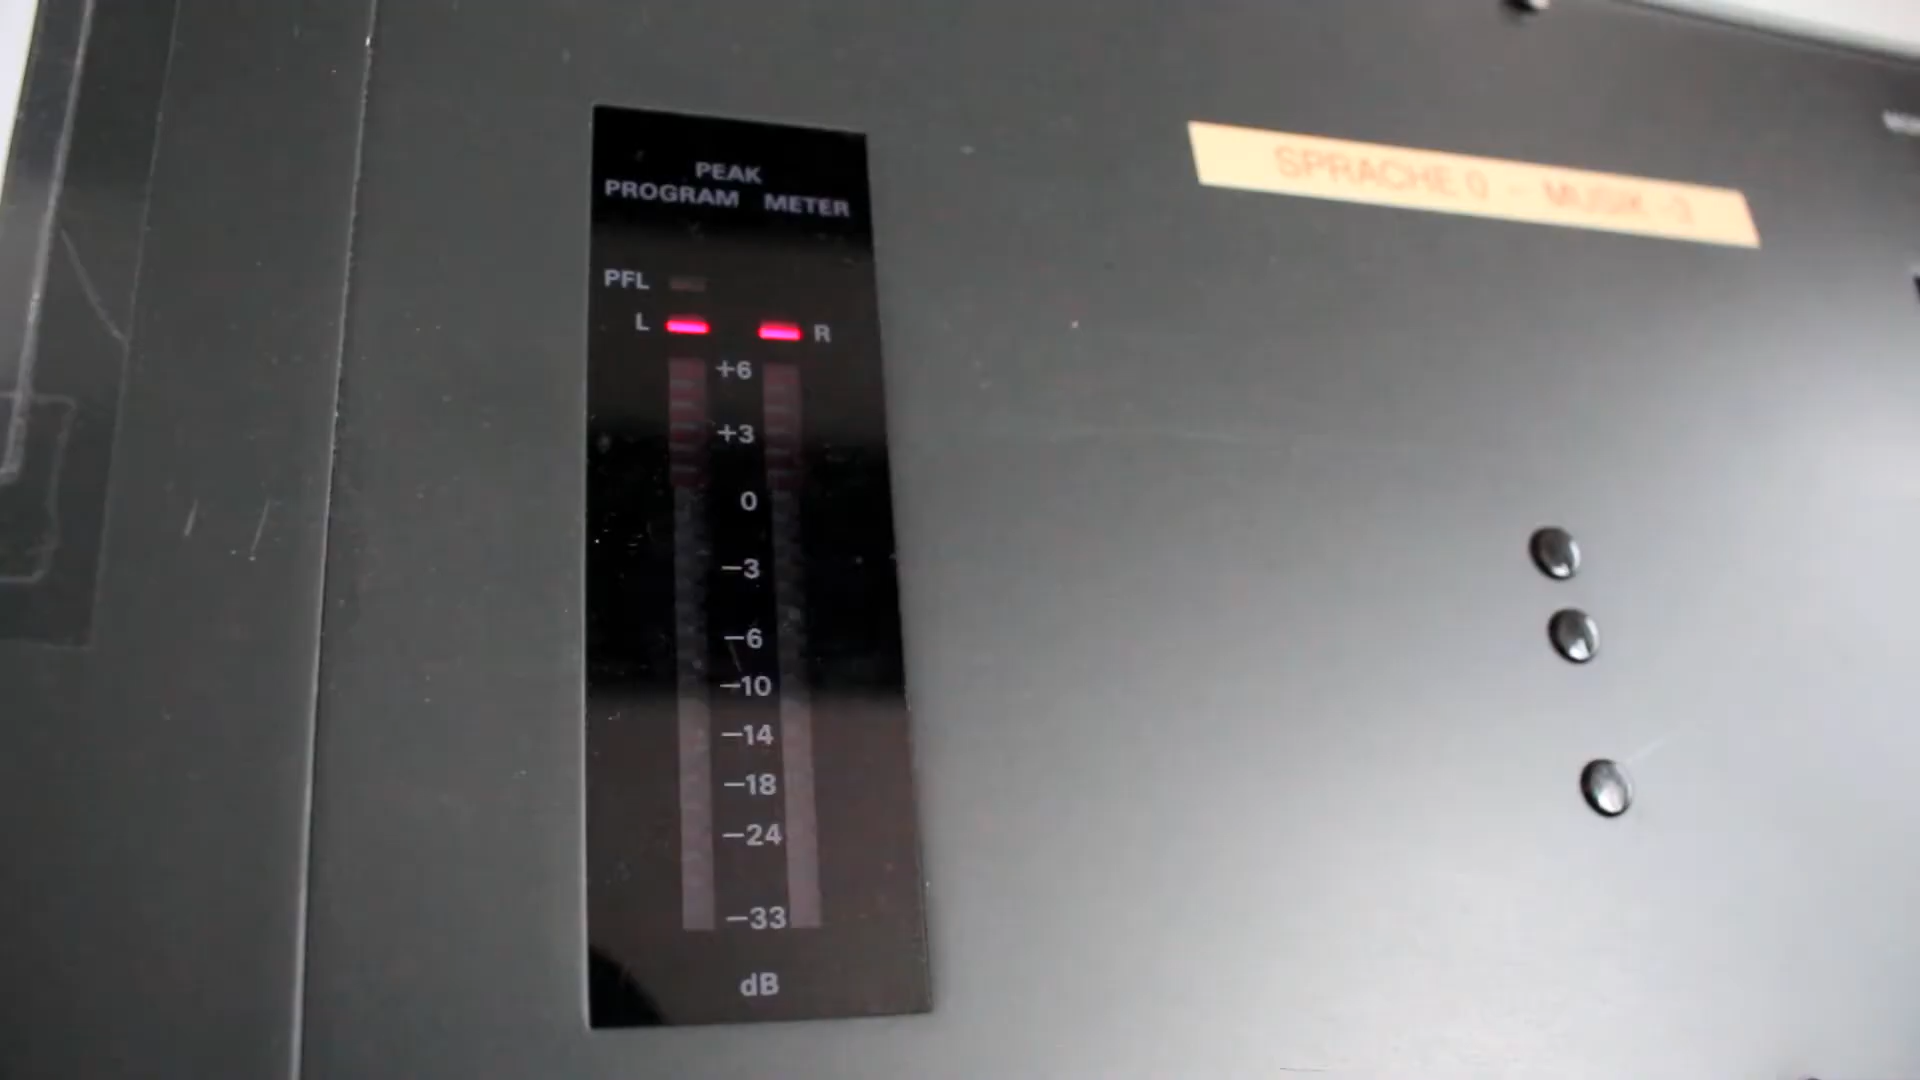 PEAK
PROGRAM METER
SPRACHE 0 - MUSIK -3
PFL
L R
+6
+3
0
−3
−6
−10
−14
−18
−24
−33
dB